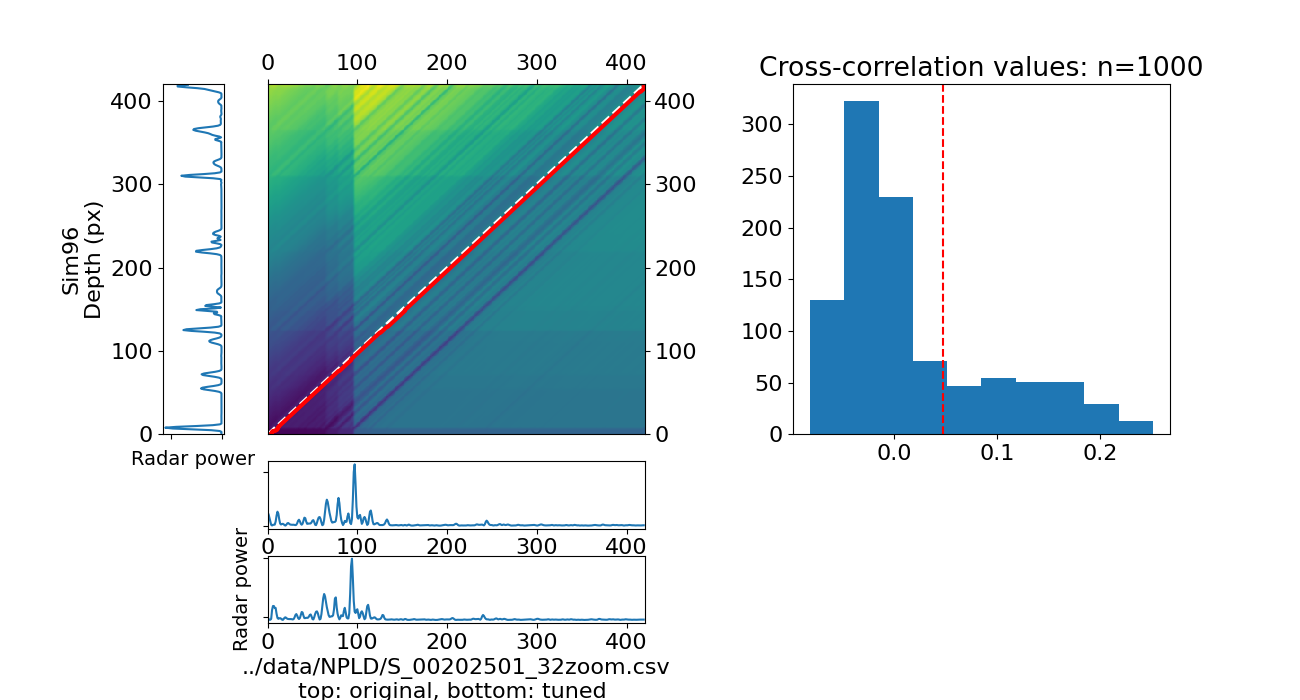 0 100 200 300 400
Cross-correlation values: n=1000
400
300
200
100
0
Sim96
Depth (px)
Radar power
400
300
200
100
0
300
250
200
150
100
50
0
0.0 0.1 0.2
0 100 200 300 400
Radar power
0 100 200 300 400
../data/NPLD/S_00202501_32zoom.csv
top: original, bottom: tuned